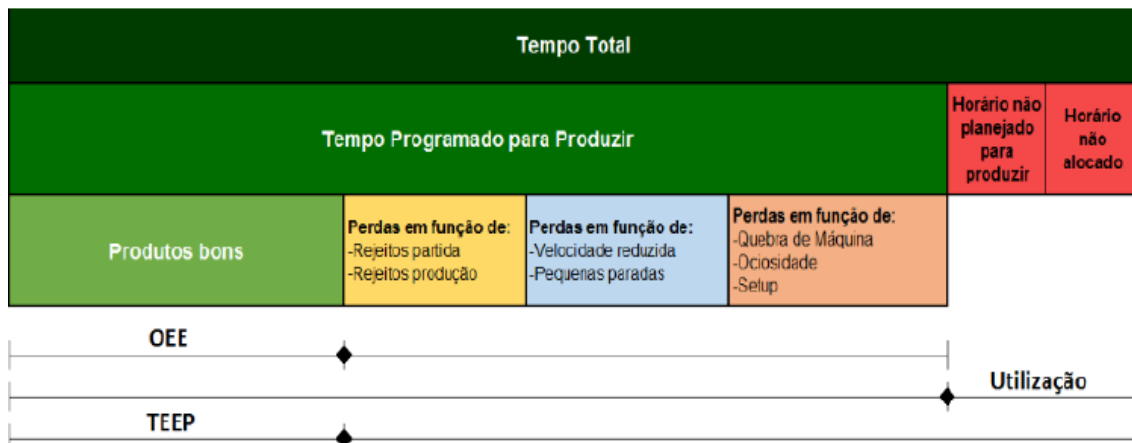 Tempo Total
Tempo Programado para Produzir
Horário não
planejado
para
produzir
Horário
não
alocado
Produtos bons
Perdas em função de:
-Rejeitos partida
-Rejeitos produção
Perdas em função de:
-Velocidade reduzida
-Pequenas paradas
Perdas em função de:
-Quebra de Máquina
-Ociosidade
-Setup
OEE
Utilização
TEEP